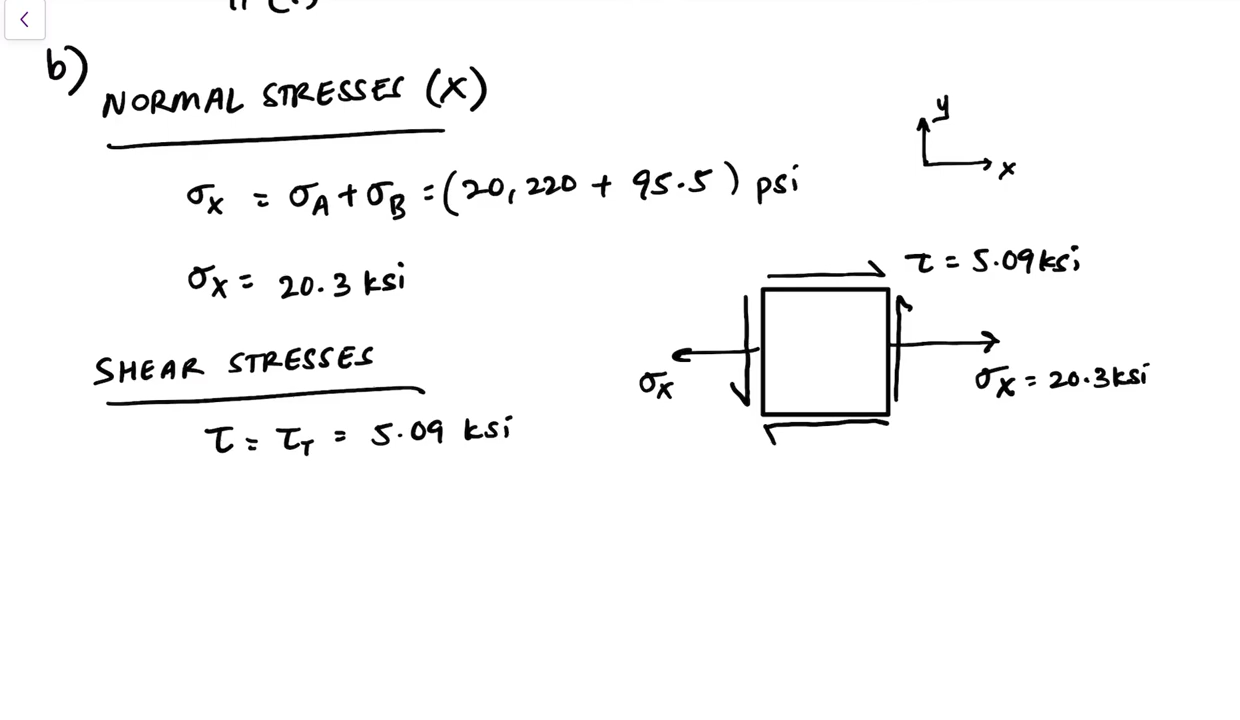 b)
NORMAL STRESSES (X)
y
x
σx = σA + σB = (20,220 + 95.5) psi
σx = 20.3 ksi
τ = 5.09 ksi
SHEAR STRESSES
σx
σx = 20.3 ksi
τ = τT = 5.09 ksi